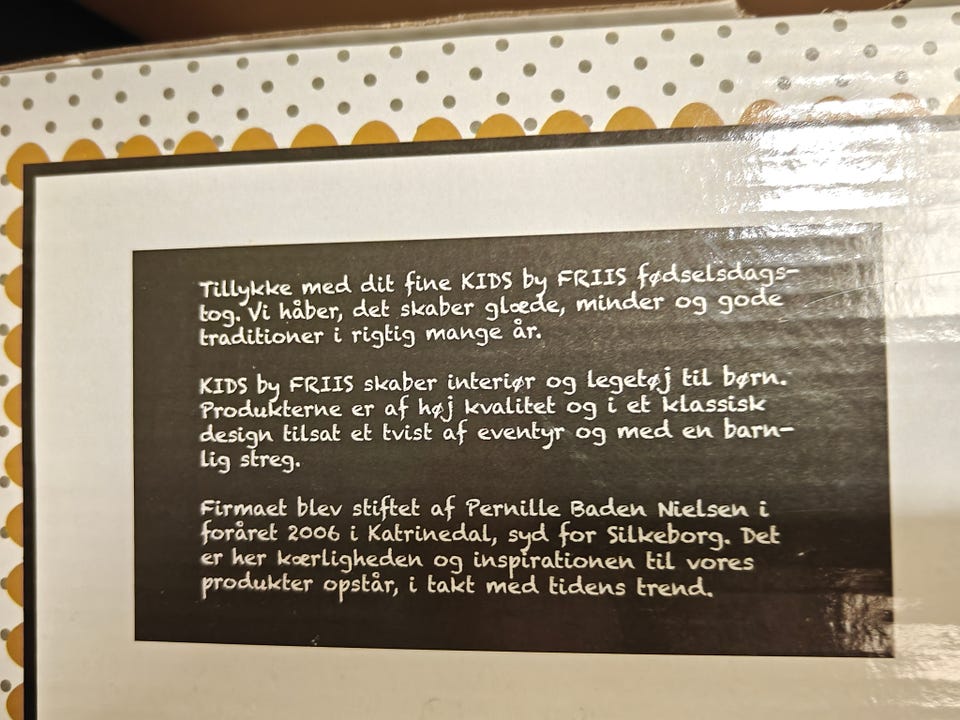 Tillykke med dit fine KIDS by FRIIS fødselsdags-
tog. Vi håber, det skaber glæde, minder og gode
traditioner i rigtig mange år.
KIDS by FRIIS skaber interiør og legetøj til børn.
Produkterne er af høj kvalitet og i et klassisk
design tilsat et tvist af eventyr og med en barn-
lig streg.
Firmaet blev stiftet af Pernille Baden Nielsen i
foråret 2006 i Katrinedal, syd for Silkeborg. Det
er her kærligheden og inspirationen til vores
produkter opstår, i takt med tidens trend.